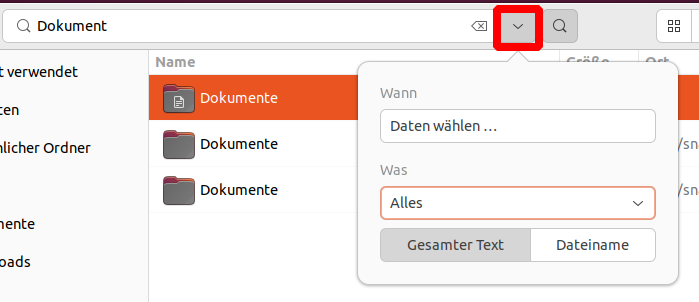 Dokument
Name Größe Ort
t verwendet
Dokumente
ten
Dokumente
nlicher Ordner
Dokumente
mente
oads
Wann
Daten wählen ...
Was
Alles
Gesamter Text Dateiname
/sn
/sn